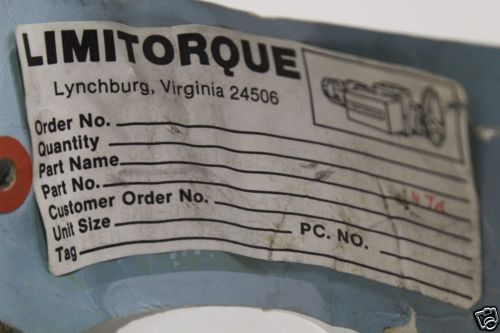 LIMITORQUE
Lynchburg, Virginia 24506
Order No.
Quantity
Part Name
Part No.
Customer Order No.
Unit Size
PC. NO.
Tag